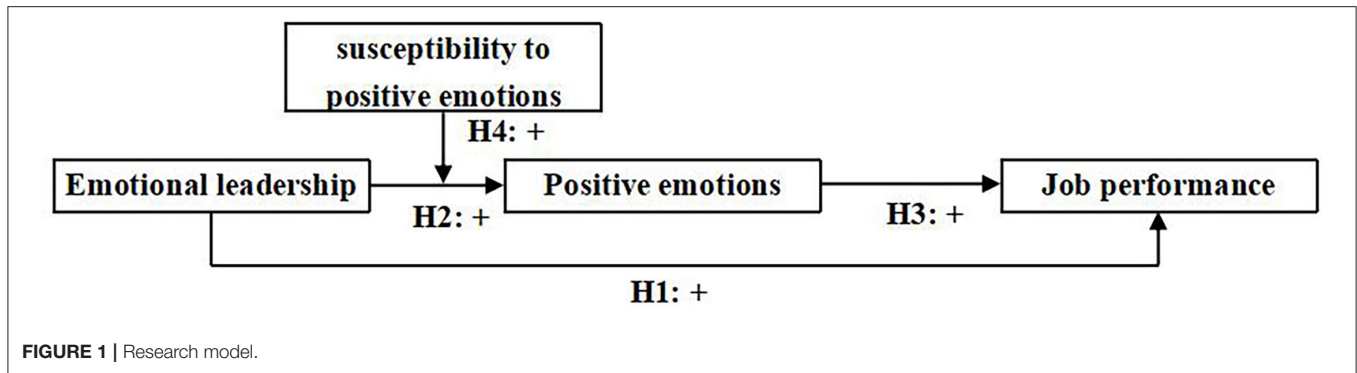 susceptibility to
positive emotions
H4: +
Emotional leadership
Positive emotions
Job performance
H2: +
H3: +
H1: +
FIGURE 1 | Research model.